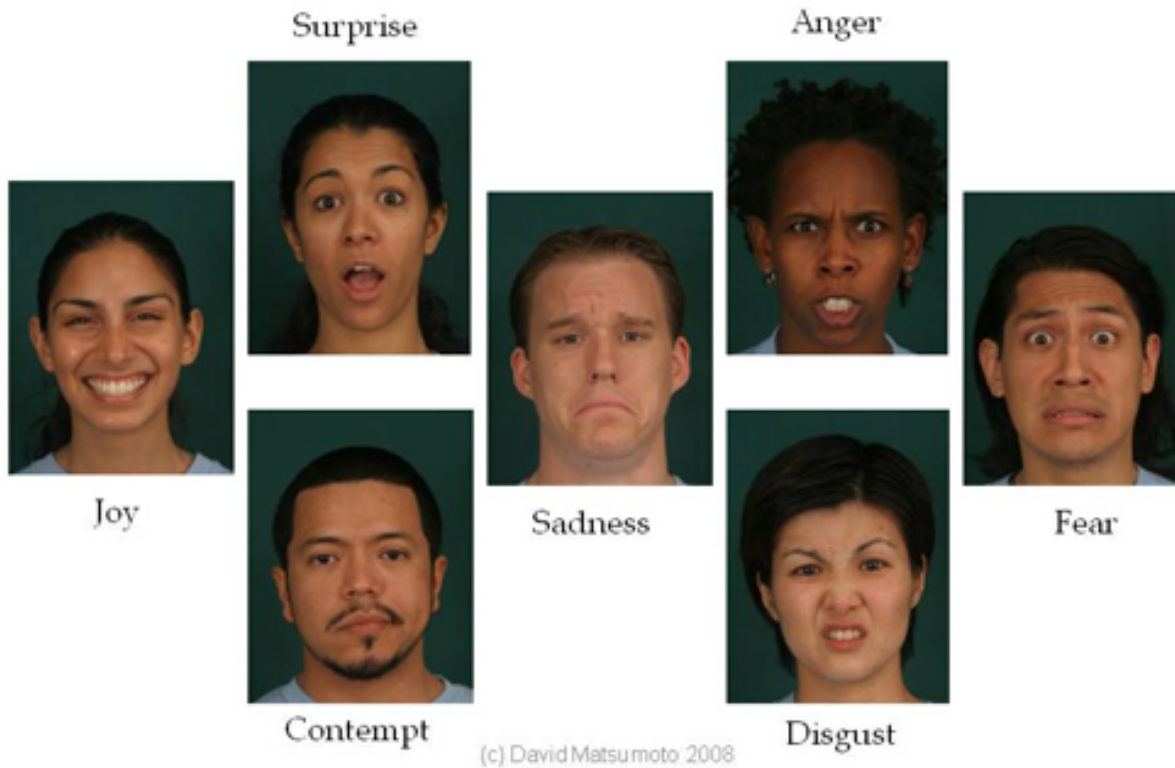 Surprise
Anger
Joy
Sadness
Fear
Contempt
Disgust
(c) David Matsumoto 2008